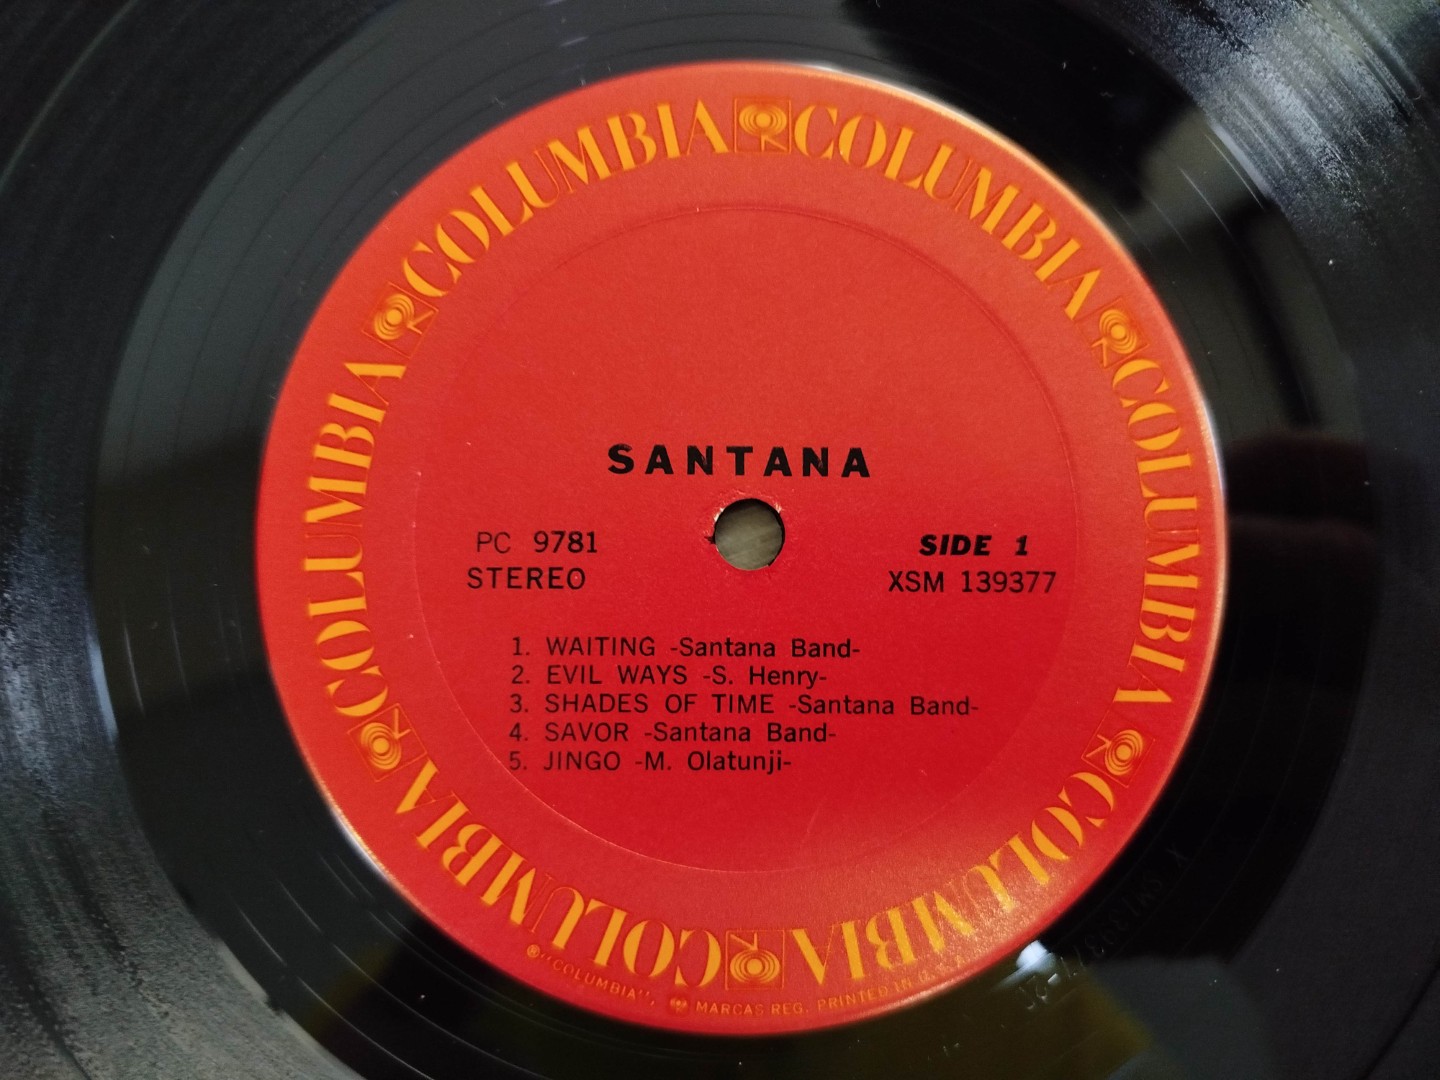 COLUMBIA COLUMBIA COLUMBIA COLUMBIA COLUMBIA COLUMBIA
SANTANA
PC 9781
STEREO
SIDE 1
XSM 139377
1. WAITING -Santana Band-
2. EVIL WAYS -S. Henry-
3. SHADES OF TIME -Santana Band-
4. SAVOR -Santana Band-
5. JINGO -M. Olatunji-
® "COLUMBIA", MARCAS REG. PRINTED IN U.